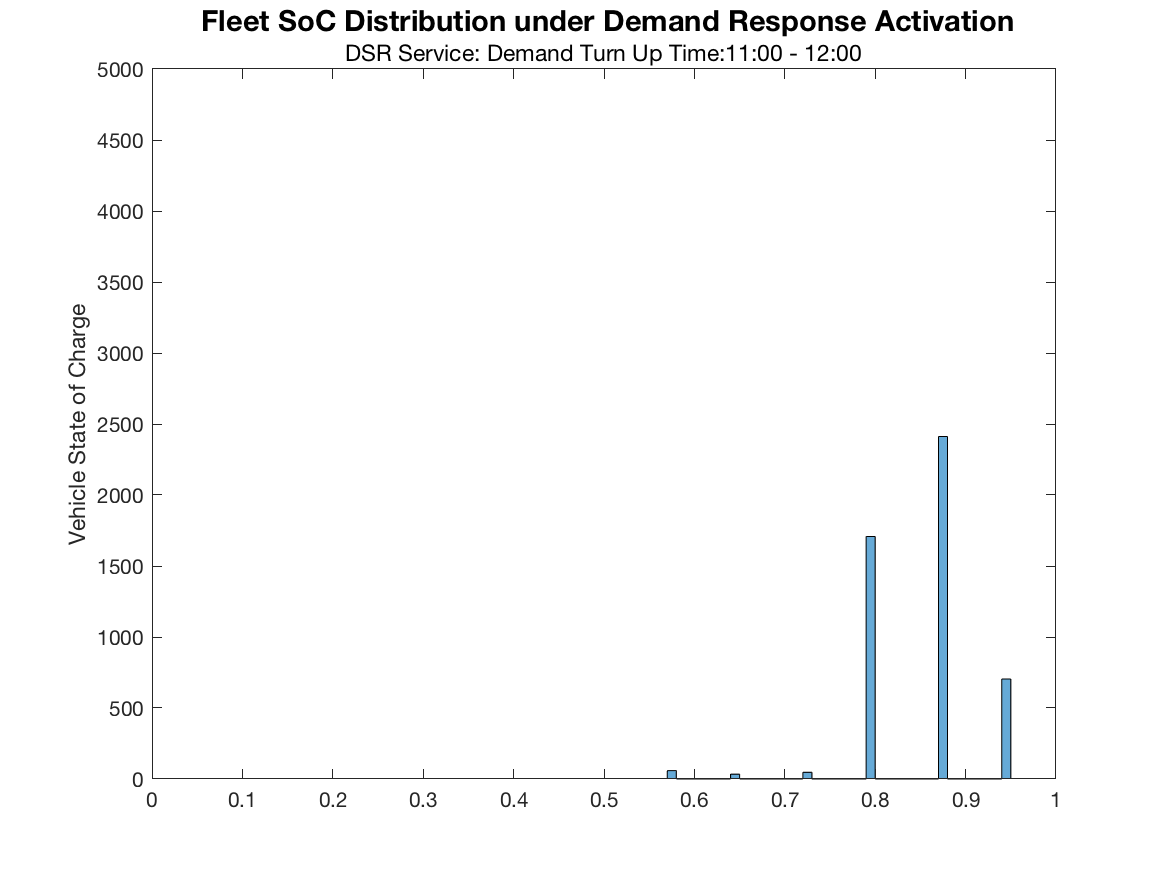 Fleet SoC Distribution under Demand Response Activation
DSR Service: Demand Turn Up Time:11:00 - 12:00
5000
4500
4000
3500
3000
2500
2000
1500
1000
500
0
Vehicle State of Charge
0 0.1 0.2 0.3 0.4 0.5 0.6 0.7 0.8 0.9 1